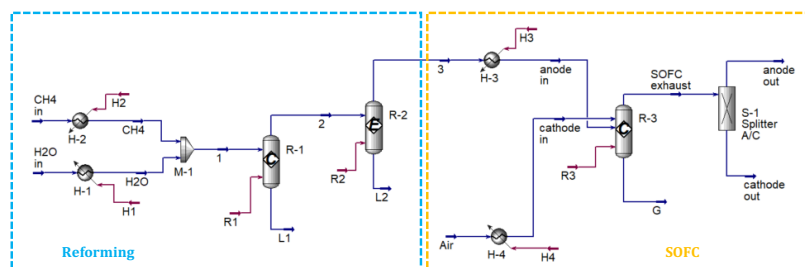 H3
3
H-3
anode
in
SOFC
exhaust
anode
out
CH4
in
H2
H-2
CH4
2
R-2
E
cathode
in
R-3
C
S-1
Splitter
A/C
H2O
in
H-1
H2O
M-1
1
R-1
C
R2
R3
cathode
out
H1
R1
L2
L1
G
Air
H-4
H4
Reforming
SOFC